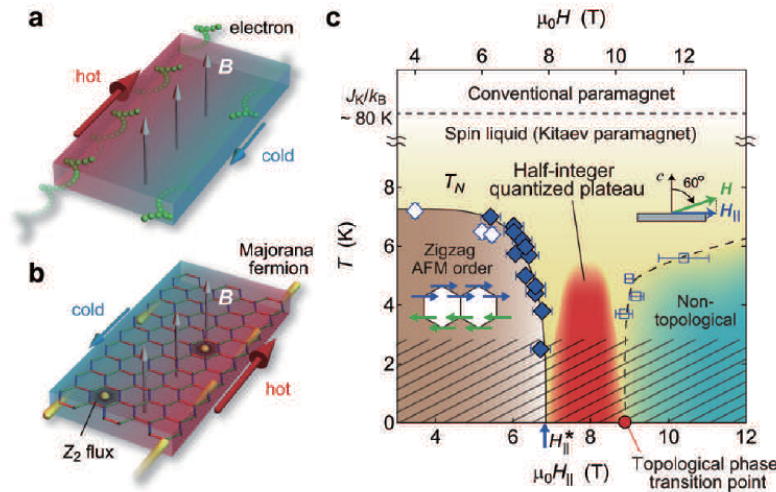 a
electron
B
hot
cold
b
Majorana
fermion
B
cold
hot
Z2 flux
c
μ0H (T)
4 6 8 10 12
JK/kB
~ 80 K
Conventional paramagnet
Spin liquid (Kitaev paramagnet)
TN
Half-integer
quantized plateau
c
60°
H
H||
Zigzag
AFM order
Non-
topological
T (K)
8
6
4
2
0
4 6 8 10 12
H||*
μ0H|| (T)
Topological phase
transition point